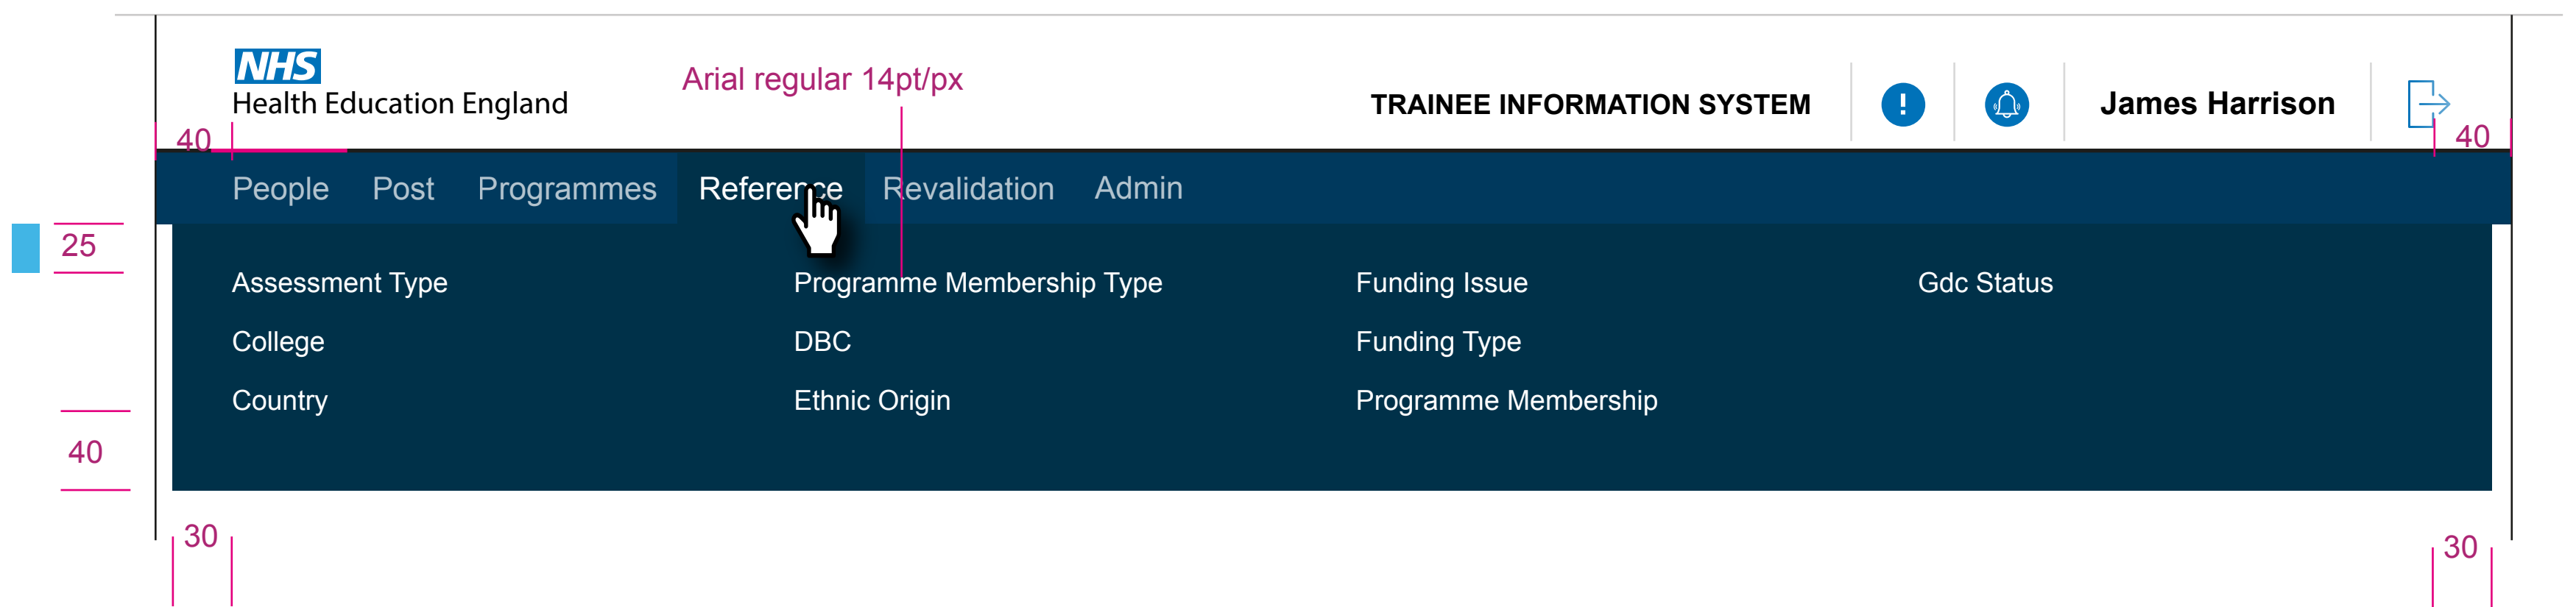 NHS
Health Education England
Arial regular 14pt/px
TRAINEE INFORMATION SYSTEM
!
James Harrison
40
40
People Post Programmes Reference Revalidation Admin
25
Assessment Type Programme Membership Type Funding Issue Gdc Status
College DBC Funding Type
Country Ethnic Origin Programme Membership
40
30
30